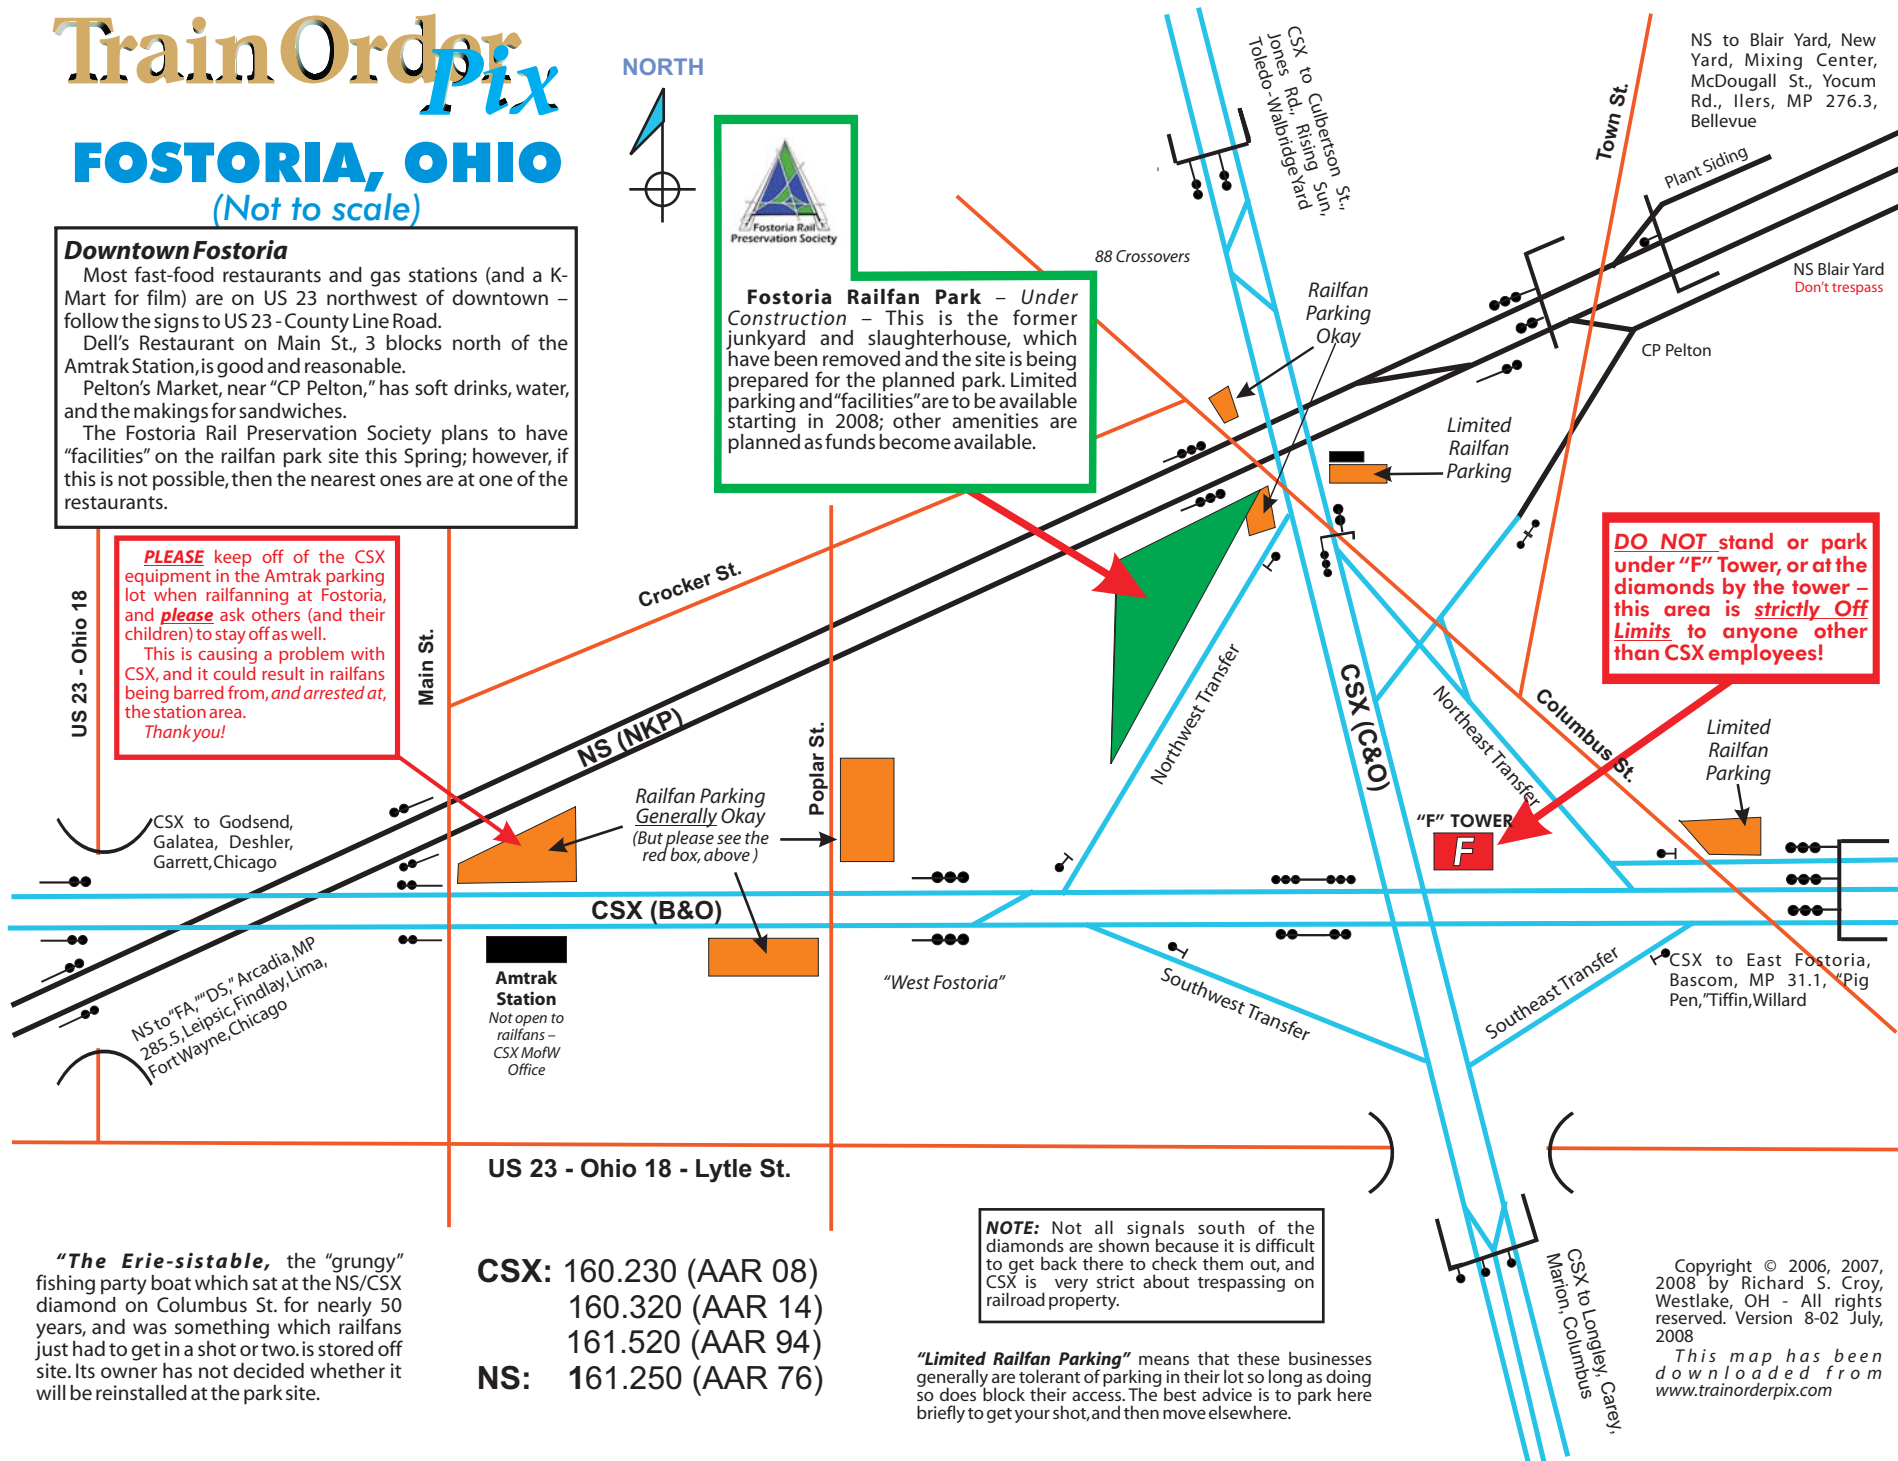 Train Order
Pix
FOSTORIA, OHIO
(Not to scale)
NORTH
Downtown Fostoria
Most fast-food restaurants and gas stations (and a K-
Mart for film) are on US 23 northwest of downtown –
follow the signs to US 23 - County Line Road.
Dell's Restaurant on Main St., 3 blocks north of the
Amtrak Station, is good and reasonable.
Pelton's Market, near “CP Pelton,” has soft drinks, water,
and the makings for sandwiches.
The Fostoria Rail Preservation Society plans to have
“facilities” on the railfan park site this Spring; however, if
this is not possible, then the nearest ones are at one of the
restaurants.
Fostoria Rail
Preservation Society
Fostoria Railfan Park – Under
Construction – This is the former
junkyard and slaughterhouse, which
have been removed and the site is being
prepared for the planned park. Limited
parking and “facilities” are to be available
starting in 2008; other amenities are
planned as funds become available.
CSX to Culbertson St.,
Jones Rd., Rising Sun,
Toledo-Walbridge Yard
88 Crossovers
Railfan
Parking
Okay
Town St.
NS to Blair Yard, New
Yard, Mixing Center,
McDougall St., Yocum
Rd., Ilers, MP 276.3,
Bellevue
Plant Siding
NS Blair Yard
Don't trespass
CP Pelton
Limited
Railfan
Parking
DO NOT stand or park
under “F” Tower, or at the
diamonds by the tower –
this area is strictly Off
Limits to anyone other
than CSX employees!
PLEASE keep off of the CSX
equipment in the Amtrak parking
lot when railfanning at Fostoria,
and please ask others (and their
children) to stay off as well.
This is causing a problem with
CSX, and it could result in railfans
being barred from, and arrested at,
the station area.
Thank you!
US 23 - Ohio 18
Main St.
Crocker St.
NS (NKP)
Poplar St.
Northwest Transfer
CSX (C&O)
Northeast Transfer
Columbus St.
Limited
Railfan
Parking
“F” TOWER
F
CSX to Godsend,
Galatea, Deshler,
Garrett, Chicago
Railfan Parking
Generally Okay
(But please see the
red box, above )
CSX (B&O)
Amtrak
Station
Not open to
railfans –
CSX MofW
Office
“West Fostoria”
Southwest Transfer
Southeast Transfer
CSX to East Fostoria,
Bascom, MP 31.1, “Pig
Pen,” Tiffin, Willard
NS to “FA,” “DS,” Arcadia, MP
285.5, Leipsic, Findlay, Lima,
Fort Wayne, Chicago
US 23 - Ohio 18 - Lytle St.
“The Erie-sistable, the “grungy”
fishing party boat which sat at the NS/CSX
diamond on Columbus St. for nearly 50
years, and was something which railfans
just had to get in a shot or two. is stored off
site. Its owner has not decided whether it
will be reinstalled at the park site.
CSX: 160.230 (AAR 08)
160.320 (AAR 14)
161.520 (AAR 94)
NS: 161.250 (AAR 76)
NOTE: Not all signals south of the
diamonds are shown because it is difficult
to get back there to check them out, and
CSX is very strict about trespassing on
railroad property.
“Limited Railfan Parking” means that these businesses
generally are tolerant of parking in their lot so long as doing
so does block their access. The best advice is to park here
briefly to get your shot, and then move elsewhere.
CSX to Longley, Carey,
Marion, Columbus
Copyright © 2006, 2007,
2008 by Richard S. Croy,
Westlake, OH - All rights
reserved. Version 8-02 July,
2008
This map has been
downloaded from
www.trainorderpix.com